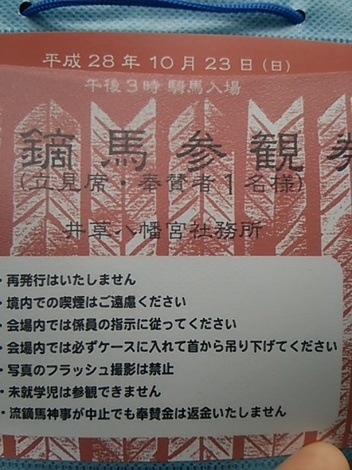 平成28年10月23日(日)
午後3時 騎馬入場
鏑馬参観券
(立見席・奉賛者1名様)
井草八幡宮社務所
・再発行はいたしません
・境内での喫煙はご遠慮ください
・会場内では係員の指示に従ってください
・会場内では必ずケースに入れて首から吊り下げてください
・写真のフラッシュ撮影は禁止
・未就学児は参観できません
・流鏑馬神事が中止でも奉賛金は返金いたしません